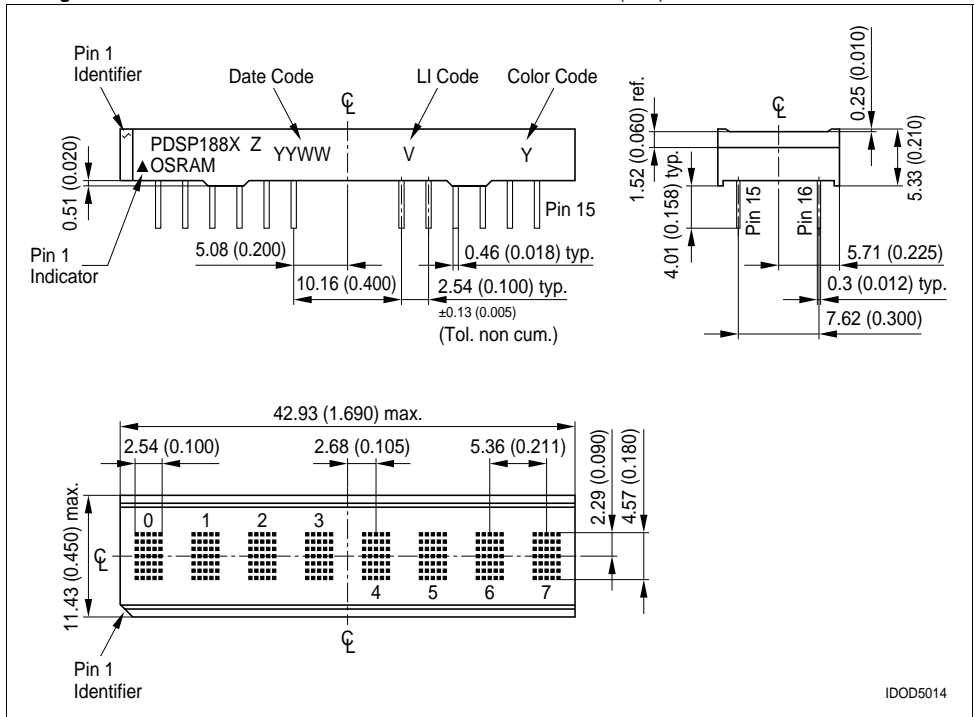 Pin 1
Identifier
Date Code
LI Code
Color Code
℄
PDSP188X Z
▲OSRAM
YYWW
V
Y
0.51 (0.020)
Pin 15
Pin 1
Indicator
5.08 (0.200)
0.46 (0.018) typ.
10.16 (0.400)
2.54 (0.100) typ.
±0.13 (0.005)
(Tol. non cum.)
℄
1.52 (0.060) ref.
0.25 (0.010)
4.01 (0.158) typ.
5.33 (0.210)
Pin 15
Pin 16
5.71 (0.225)
0.3 (0.012) typ.
7.62 (0.300)
42.93 (1.690) max.
2.54 (0.100)
2.68 (0.105)
5.36 (0.211)
2.29 (0.090)
4.57 (0.180)
11.43 (0.450) max.
0 1 2 3
℄
4 5 6 7
℄
Pin 1
Identifier
IDOD5014